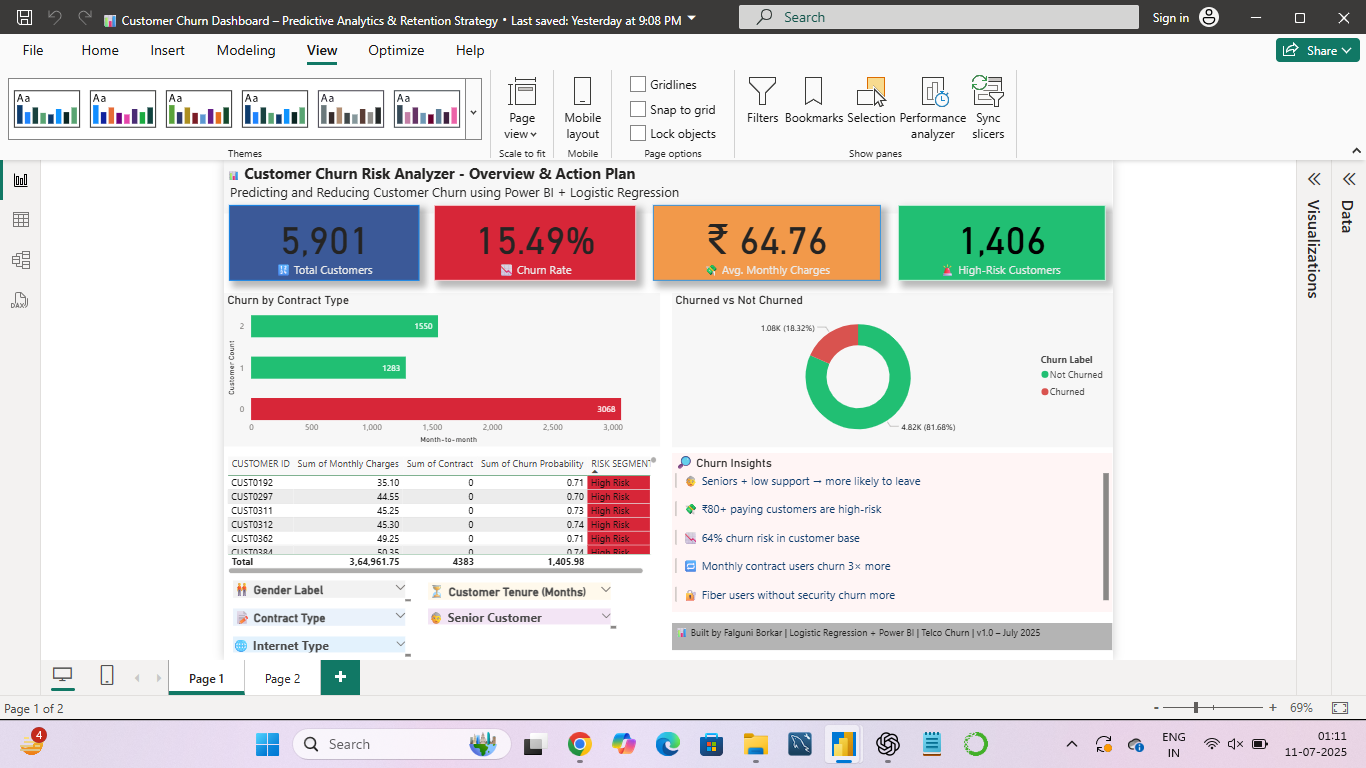 Customer Churn Dashboard – Predictive Analytics & Retention Strategy • Last saved: Yesterday at 9:08 PM
Search
Sign in
File Home Insert Modeling View Optimize Help
Share
Aa Aa Aa Aa Aa Aa
Themes
Page view
Scale to fit
Mobile layout
Mobile
Gridlines
Snap to grid
Lock objects
Page options
Filters
Bookmarks
Selection
Performance analyzer
Sync slicers
Show panes
DAX
Customer Churn Risk Analyzer - Overview & Action Plan
Predicting and Reducing Customer Churn using Power BI + Logistic Regression
5,901
Total Customers
15.49%
Churn Rate
₹ 64.76
Avg. Monthly Charges
1,406
High-Risk Customers
Churn by Contract Type
Customer Count
2 1550
1 1283
0 3068
0 500 1,000 1,500 2,000 2,500 3,000
Month-to-month
Churned vs Not Churned
1.08K (18.32%)
4.82K (81.68%)
Churn Label
Not Churned
Churned
CUSTOMER ID Sum of Monthly Charges Sum of Contract Sum of Churn Probability RISK SEGMENT
CUST0192 35.10 0 0.71 High Risk
CUST0297 44.55 0 0.70 High Risk
CUST0311 45.25 0 0.73 High Risk
CUST0312 45.30 0 0.74 High Risk
CUST0362 49.25 0 0.71 High Risk
CUST0384 50.35 0 0.74 High Risk
Total 3,64,961.75 4383 1,405.98
Churn Insights
Seniors + low support → more likely to leave
₹80+ paying customers are high-risk
64% churn risk in customer base
Monthly contract users churn 3× more
Fiber users without security churn more
Gender Label
Customer Tenure (Months)
Contract Type
Senior Customer
Internet Type
Built by Falguni Borkar | Logistic Regression + Power BI | Telco Churn | v1.0 – July 2025
Visualizations
Data
Page 1
Page 2
+
Page 1 of 2
- + 69%
4
Search
ENG
IN
01:11
11-07-2025